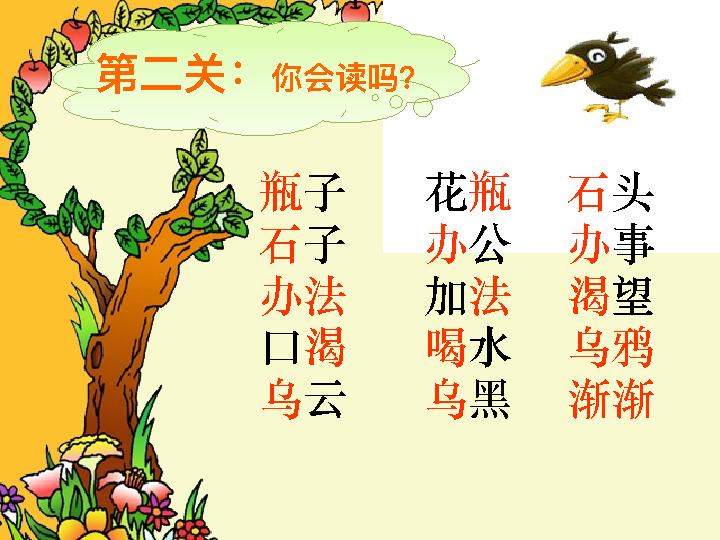 第二关：你会读吗?
瓶子 花瓶 石头
石子 办公 办事
办法 加法 渴望
口渴 喝水 乌鸦
乌云 乌黑 渐渐